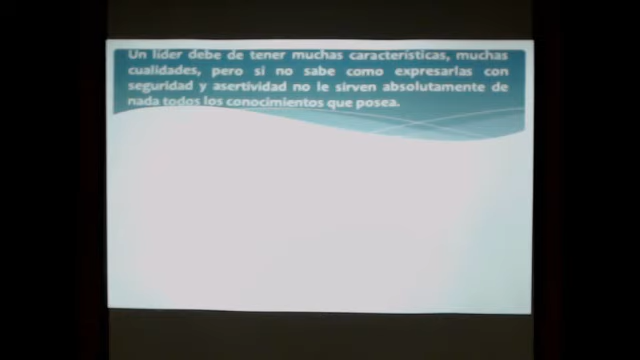 Un líder debe de tener muchas características, muchas
cualidades, pero si no sabe como expresarlas con
seguridad y asertividad no le sirven absolutamente de
nada todos los conocimientos que posea.